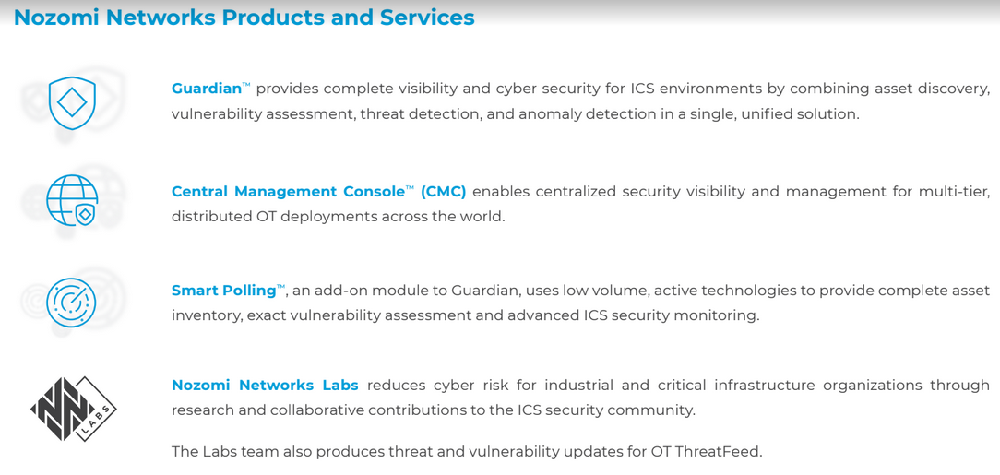 Nozomi Networks Products and Services
Guardian™ provides complete visibility and cyber security for ICS environments by combining asset discovery,
vulnerability assessment, threat detection, and anomaly detection in a single, unified solution.
Central Management Console™ (CMC) enables centralized security visibility and management for multi-tier,
distributed OT deployments across the world.
Smart Polling™, an add-on module to Guardian, uses low volume, active technologies to provide complete asset
inventory, exact vulnerability assessment and advanced ICS security monitoring.
NN LABS
Nozomi Networks Labs reduces cyber risk for industrial and critical infrastructure organizations through
research and collaborative contributions to the ICS security community.
The Labs team also produces threat and vulnerability updates for OT ThreatFeed.